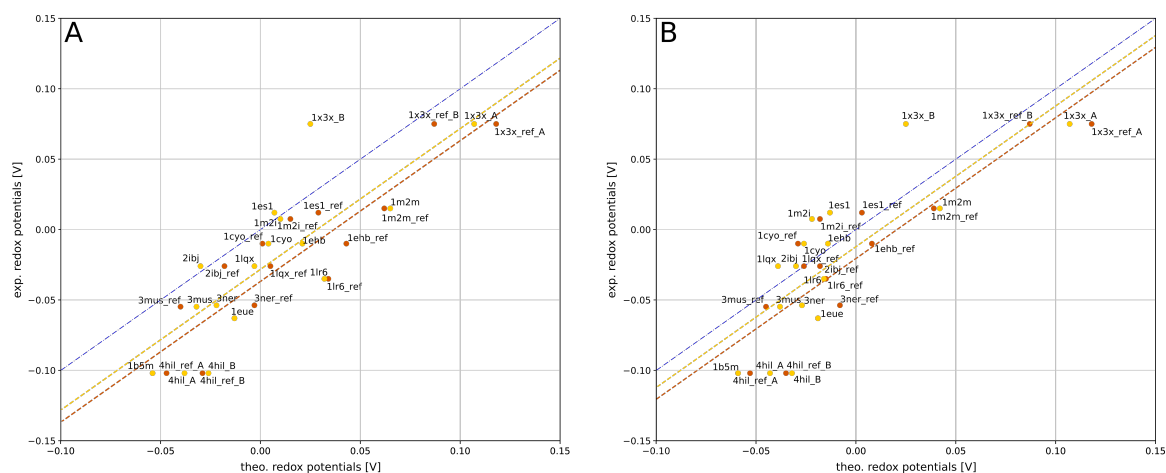 A
0.15
0.10
0.05
0.00
−0.05
−0.10
−0.15
exp. redox potentials [V]
1x3x_B
1x3x_ref_B
1x3x_A
1x3x_ref_A
1es1
1es1_ref
1m2m
1m2i
1m2i_ref
1m2m_ref
1cyo_ref
1cyo
1ehb
1ehb_ref
2ibj
2ibj_ref
1lqx
1lqx_ref
1lr6
1lr6_ref
3mus_ref
3mus
3ner
3ner_ref
1eue
1b5m
4hil_ref_A
4hil_B
4hil_A
4hil_ref_B
−0.10
−0.05
0.00
0.05
0.10
0.15
theo. redox potentials [V]
B
0.15
0.10
0.05
0.00
−0.05
−0.10
−0.15
exp. redox potentials [V]
1x3x_B
1x3x_ref_B
1x3x_A
1x3x_ref_A
1m2i
1es1
1es1_ref
1m2m
1m2i_ref
1m2m_ref
1cyo_ref
1cyo
1ehb
1ehb_ref
1lqx
2ibj
1lqx_ref
2ibj_ref
1lr6
1lr6_ref
3mus_ref
3mus
3ner
3ner_ref
1eue
1b5m
4hil_A
4hil_ref_B
4hil_ref_A
4hil_B
−0.10
−0.05
0.00
0.05
0.10
0.15
theo. redox potentials [V]